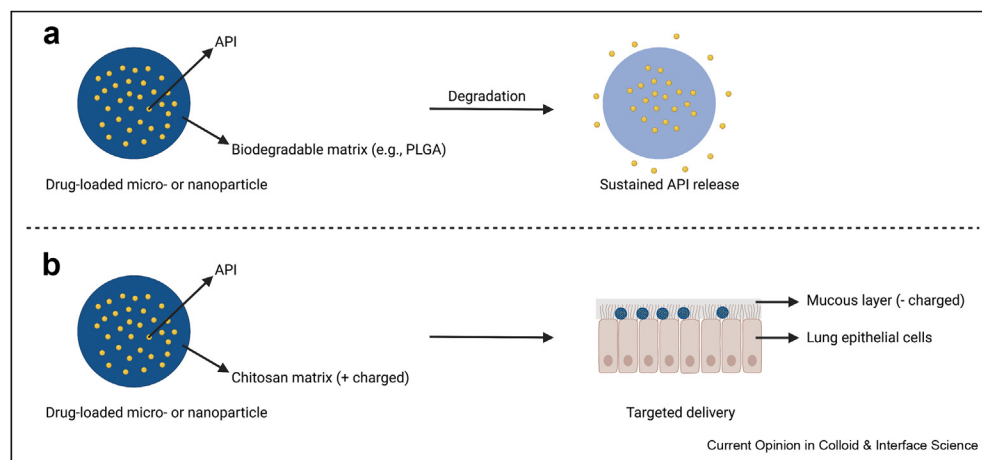 a
API
Degradation
Biodegradable matrix (e.g., PLGA)
Drug-loaded micro- or nanoparticle
Sustained API release
b
API
Mucous layer (- charged)
Lung epithelial cells
Chitosan matrix (+ charged)
Drug-loaded micro- or nanoparticle
Targeted delivery
Current Opinion in Colloid & Interface Science